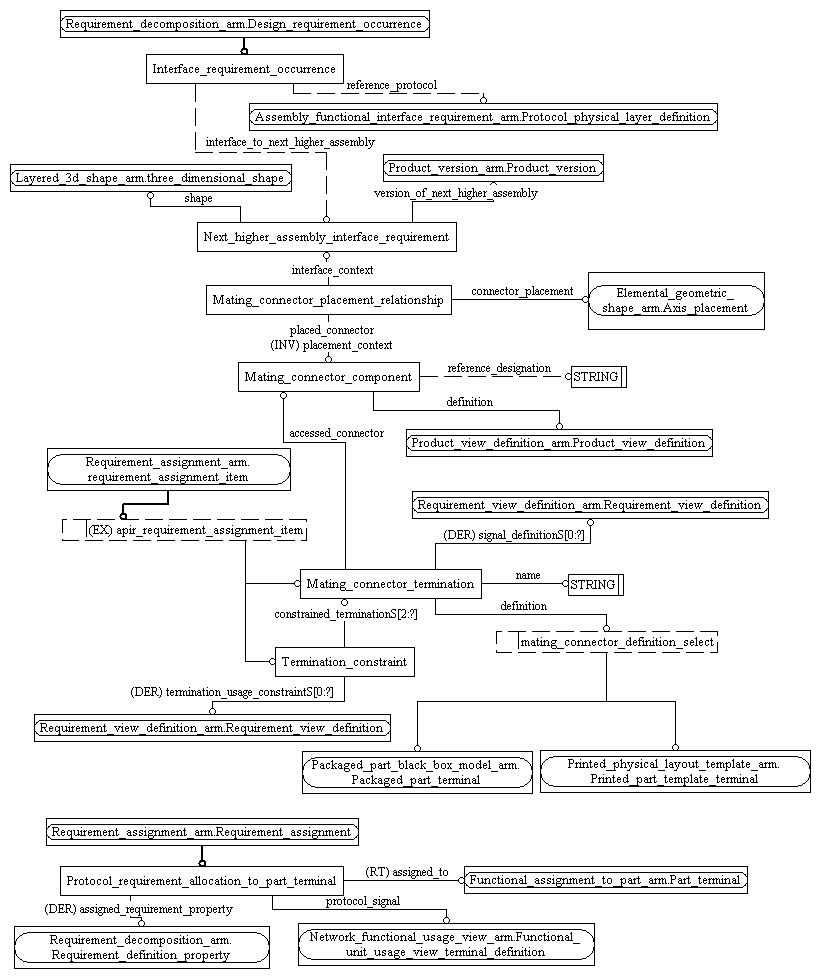 Requirement_decomposition_arm.Design_requirement_occurrence
Interface_requirement_occurrence
reference_protocol
Assembly_functional_interface_requirement_arm.Protocol_physical_layer_definition
interface_to_next_higher_assembly
Layered_3d_shape_arm.three_dimensional_shape
Product_version_arm.Product_version
shape
version_of_next_higher_assembly
Next_higher_assembly_interface_requirement
interface_context
Mating_connector_placement_relationship
connector_placement
Elemental_geometric_
shape_arm.Axis_placement
placed_connector
(INV) placement_context
Mating_connector_component
reference_designation
STRING
definition
Product_view_definition_arm.Product_view_definition
accessed_connector
Requirement_assignment_arm.
requirement_assignment_item
Requirement_view_definition_arm.Requirement_view_definition
(EX) apir_requirement_assignment_item
(DER) signal_definitionS[0:?]
Mating_connector_termination
name
STRING
constrained_terminationS[2:?]
definition
mating_connector_definition_select
Termination_constraint
(DER) termination_usage_constraintS[0:?]
Requirement_view_definition_arm.Requirement_view_definition
Packaged_part_black_box_model_arm.
Packaged_part_terminal
Printed_physical_layout_template_arm.
Printed_part_template_terminal
Requirement_assignment_arm.Requirement_assignment
Protocol_requirement_allocation_to_part_terminal
(RT) assigned_to
Functional_assignment_to_part_arm.Part_terminal
(DER) assigned_requirement_property
protocol_signal
Requirement_decomposition_arm.
Requirement_definition_property
Network_functional_usage_view_arm.Functional_
unit_usage_view_terminal_definition